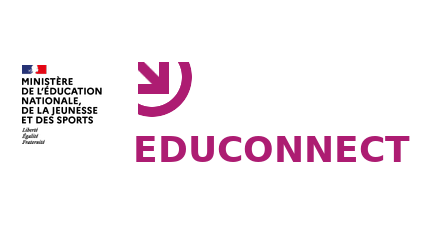 MINISTÈRE
DE L'ÉDUCATION
NATIONALE,
DE LA JEUNESSE
ET DES SPORTS
Liberté
Égalité
Fraternité
EDUCONNECT